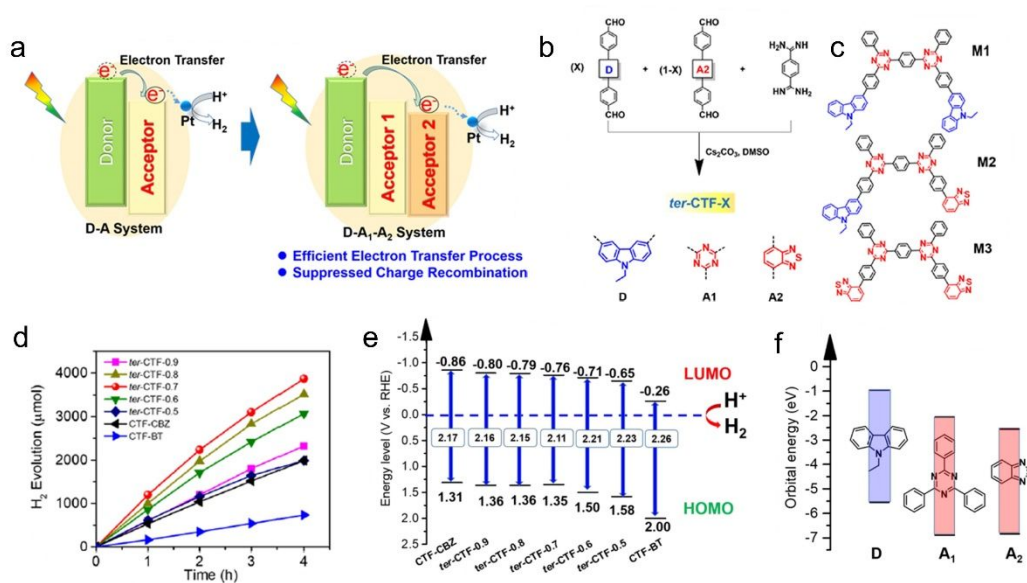 a
Electron Transfer
e⁻
e⁻
H⁺
Pt
H₂
Donor
Acceptor
D-A System
Electron Transfer
e⁻
e⁻
H⁺
Pt
H₂
Donor
Acceptor 1
Acceptor 2
D-A₁-A₂ System
Efficient Electron Transfer Process
Suppressed Charge Recombination
b
CHO
CHO
HN NH₂
(X) D + (1-X) A2 +
HN NH₂
CHO
CHO
Cs₂CO₃, DMSO
ter-CTF-X
N
N N N
N S N
D A1 A2
c
M1
M2
M3
d
H₂ Evolution (μmol)
4000
3000
2000
1000
0
ter-CTF-0.9
ter-CTF-0.8
ter-CTF-0.7
ter-CTF-0.6
ter-CTF-0.5
CTF-CBZ
CTF-BT
0 1 2 3 4
Time (h)
e
Energy level (V vs. RHE)
-1.5
-1.0
-0.5
0.0
0.5
1.0
1.5
2.0
2.5
-0.86 -0.80 -0.79 -0.76 -0.71 -0.65 -0.26
2.17 2.16 2.15 2.11 2.21 2.23 2.26
1.31 1.36 1.36 1.35 1.50 1.58 2.00
LUMO
H⁺
H₂
HOMO
CTF-CBZ ter-CTF-0.9 ter-CTF-0.8 ter-CTF-0.7 ter-CTF-0.6 ter-CTF-0.5 CTF-BT
f
Orbital energy (eV)
0
-1
-2
-3
-4
-5
-6
-7
D A₁ A₂